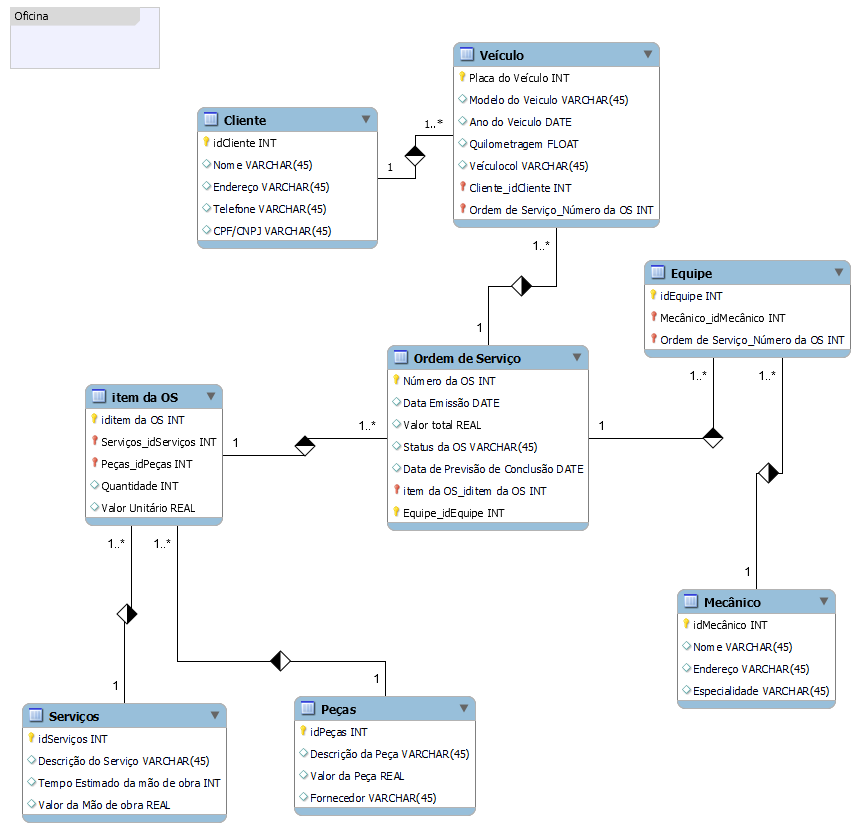 Oficina
Veículo
Placa do Veículo INT
Modelo do Veiculo VARCHAR(45)
Ano do Veiculo DATE
Quilometragem FLOAT
Veículocol VARCHAR(45)
Cliente_idCliente INT
Ordem de Serviço_Número da OS INT
Cliente
idCliente INT
Nome VARCHAR(45)
Endereço VARCHAR(45)
Telefone VARCHAR(45)
CPF/CNPJ VARCHAR(45)
1..*
1
1..*
1
Equipe
idEquipe INT
Mecânico_idMecânico INT
Ordem de Serviço_Número da OS INT
Ordem de Serviço
Número da OS INT
Data Emissão DATE
Valor total REAL
Status da OS VARCHAR(45)
Data de Previsão de Conclusão DATE
item da OS_iditem da OS INT
Equipe_idEquipe INT
item da OS
iditem da OS INT
Serviços_idServiços INT
Peças_idPeças INT
Quantidade INT
Valor Unitário REAL
1
1..*
1
1..*
1..*
1
1..*
1..*
1
1
Mecânico
idMecânico INT
Nome VARCHAR(45)
Endereço VARCHAR(45)
Especialidade VARCHAR(45)
Serviços
idServiços INT
Descrição do Serviço VARCHAR(45)
Tempo Estimado da mão de obra INT
Valor da Mão de obra REAL
Peças
idPeças INT
Descrição da Peça VARCHAR(45)
Valor da Peça REAL
Fornecedor VARCHAR(45)